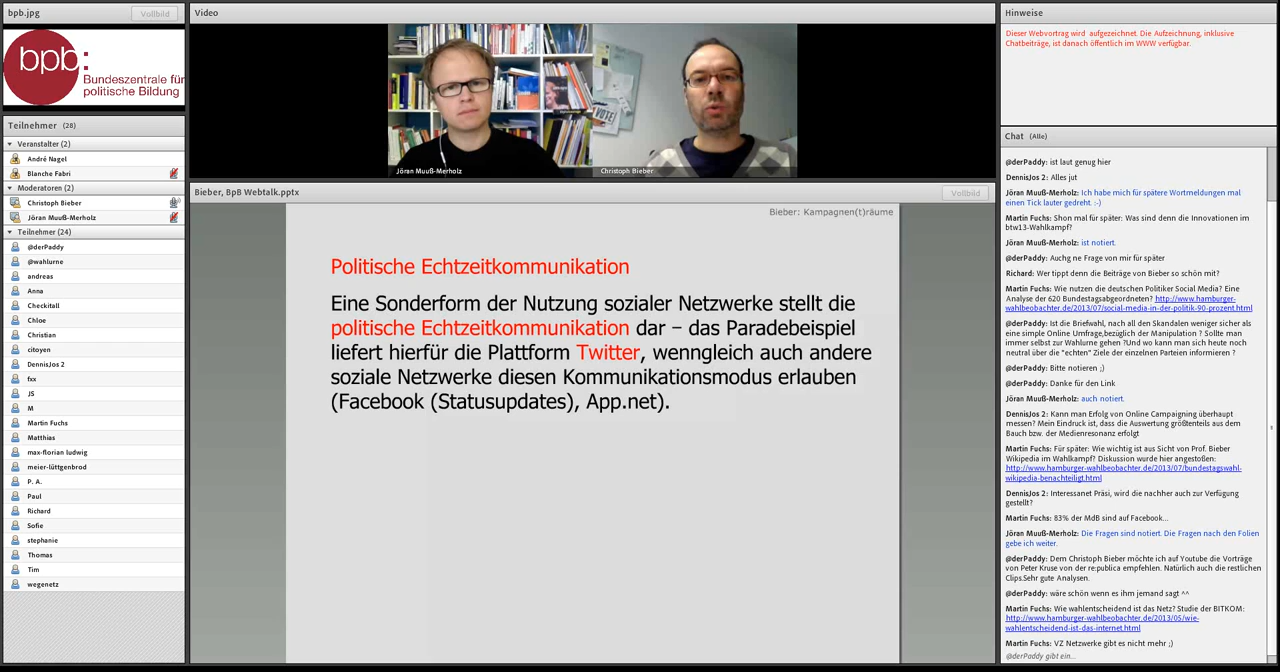 bpb.jpg
Vollbild
bpb:
Bundeszentrale für
politische Bildung
Teilnehmer (28)
Veranstalter (2)
André Nagel
Blanche Fabri
Moderatoren (2)
Christoph Bieber
Jöran Muuß-Merholz
Teilnehmer (24)
@derPaddy
@wahlurne
andreas
Anna
Checkitall
Chloe
Christian
citoyen
DennisJos 2
fxx
JS
M
Martin Fuchs
Matthias
max-florian ludwig
meier-lüttgenbrod
P. A.
Paul
Richard
Sofie
stephanie
Thomas
Tim
wegenetz
Video
VOTE
Jöran Muuß-Merholz
Christoph Bieber
Bieber, BpB Webtalk.pptx
Vollbild
Bieber: Kampagnen(t)räume
Politische Echtzeitkommunikation
Eine Sonderform der Nutzung sozialer Netzwerke stellt die
politische Echtzeitkommunikation dar – das Paradebeispiel
liefert hierfür die Plattform Twitter, wenngleich auch andere
soziale Netzwerke diesen Kommunikationsmodus erlauben
(Facebook (Statusupdates), App.net).
Hinweise
Dieser Webvortrag wird aufgezeichnet. Die Aufzeichnung, inklusive
Chatbeiträge, ist danach öffentlich im WWW verfügbar.
Chat (Alle)
@derPaddy: ist laut genug hier
DennisJos 2: Alles jut
Jöran Muuß-Merholz: Ich habe mich für spätere Wortmeldungen mal
einen Tick lauter gedreht. :-)
Martin Fuchs: Shon mal für später: Was sind denn die Innovationen im
btw13-Wahlkampf?
Jöran Muuß-Merholz: ist notiert.
@derPaddy: Auchg ne Frage von mir für später
Richard: Wer tippt denn die Beiträge von Bieber so schön mit?
Martin Fuchs: Wie nutzen die deutschen Politiker Social Media? Eine
Analyse der 620 Bundestagsabgeordneten? http://www.hamburger-
wahlbeobachter.de/2013/07/social-media-in-der-politik-90-prozent.html
@derPaddy: Ist die Briefwahl, nach all den Skandalen weniger sicher als
eine simple Online Umfrage,bezüglich der Manipulation ? Sollte man
immer selbst zur Wahlurne gehen ?Und wo kann man sich heute noch
neutral über die "echten" Ziele der einzelnen Parteien informieren ?
@derPaddy: Bitte notieren ;)
@derPaddy: Danke für den Link
Jöran Muuß-Merholz: auch notiert.
DennisJos 2: Kann man Erfolg von Online Campaigning überhaupt
messen? Mein Eindruck ist, dass die Auswertung größtenteils aus dem
Bauch bzw. der Medienresonanz erfolgt
Martin Fuchs: Für später: Wie wichtig ist aus Sicht von Prof. Bieber
Wikipedia im Wahlkampf? Diskussion wurde hier angestoßen:
http://www.hamburger-wahlbeobachter.de/2013/07/bundestagswahl-
wikipedia-benachteiligt.html
DennisJos 2: Interessanet Präsi, wird die nachher auch zur Verfügung
gestellt?
Martin Fuchs: 83% der MdB sind auf Facebook...
Jöran Muuß-Merholz: Die Fragen sind notiert. Die Fragen nach den Folien
gebe ich weiter.
@derPaddy: Dem Christoph Bieber möchte ich auf Youtube die Vorträge
von Peter Kruse von der re:publica empfehlen. Natürlich auch die restlichen
Clips.Sehr gute Analysen.
@derPaddy: wäre schön wenn es ihm jemand sagt ^^
Martin Fuchs: Wie wahlentscheidend ist das Netz? Studie der BITKOM:
http://www.hamburger-wahlbeobachter.de/2013/05/wie-
wahlentscheidend-ist-das-internet.html
Martin Fuchs: VZ Netzwerke gibt es nicht mehr ;)
@derPaddy gibt ein...